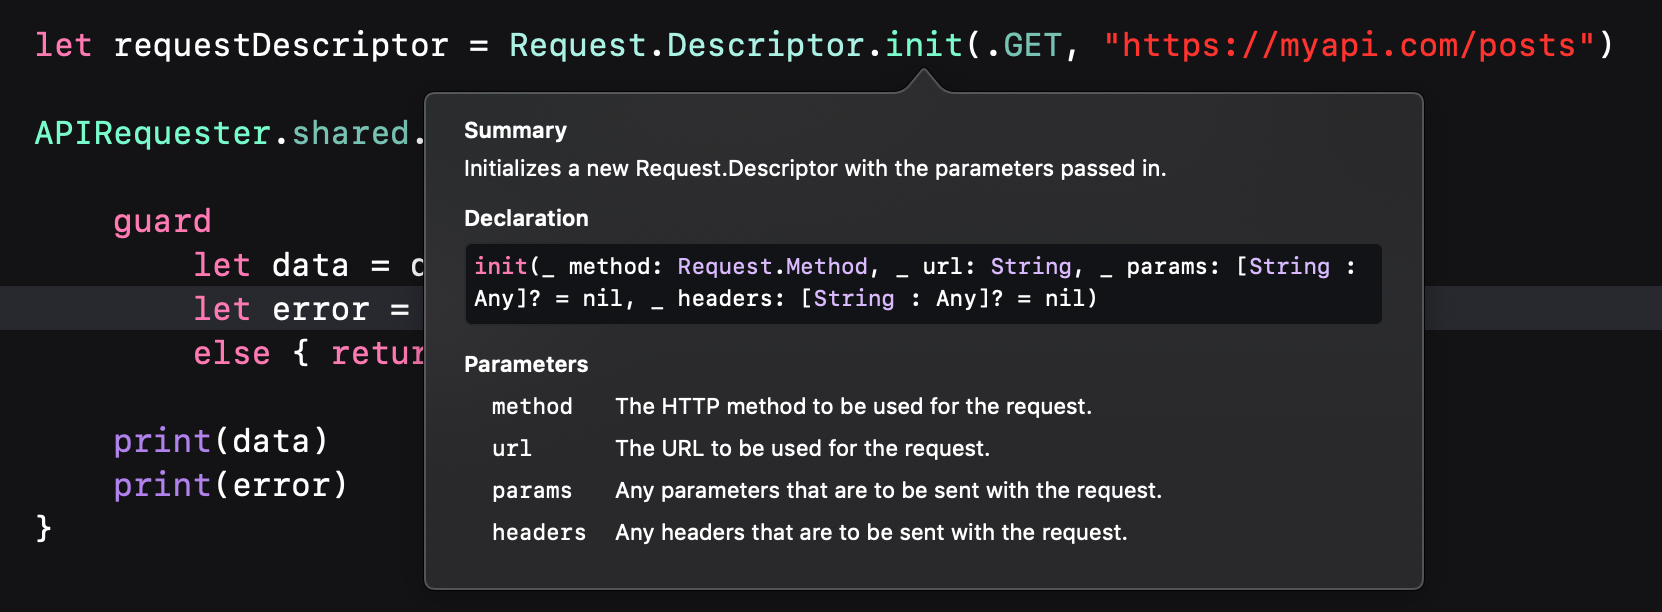 let requestDescriptor = Request.Descriptor.init(.GET, "https://myapi.com/posts")
APIRequester.shared.
guard
let data =
let error =
else {
print(data)
print(error)
}
Summary
Initializes a new Request.Descriptor with the parameters passed in.
Declaration
init(_ method: Request.Method, _ url: String, _ params: [String :
Any]? = nil, _ headers: [String : Any]? = nil)
Parameters
method The HTTP method to be used for the request.
url The URL to be used for the request.
params Any parameters that are to be sent with the request.
headers Any headers that are to be sent with the request.